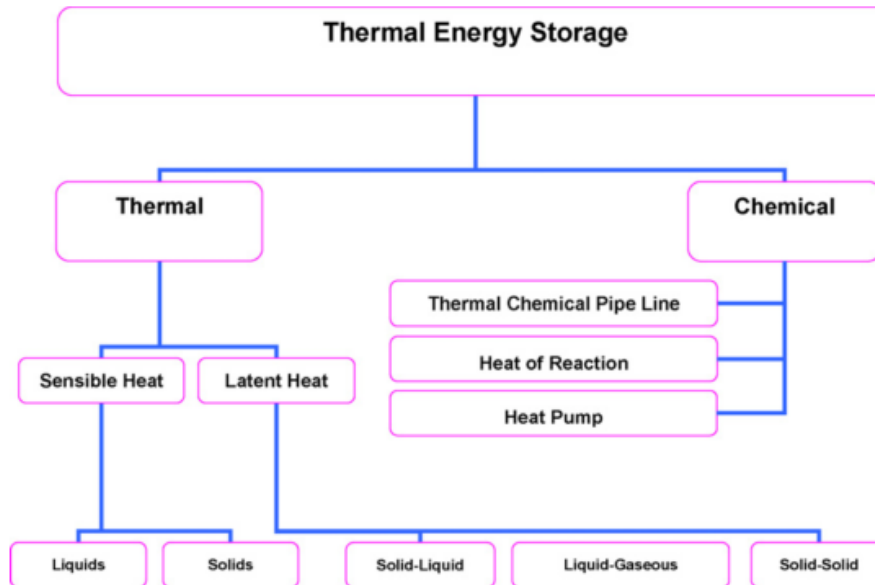 Thermal Energy Storage
Thermal
Chemical
Thermal Chemical Pipe Line
Heat of Reaction
Heat Pump
Sensible Heat
Latent Heat
Liquids
Solids
Solid-Liquid
Liquid-Gaseous
Solid-Solid